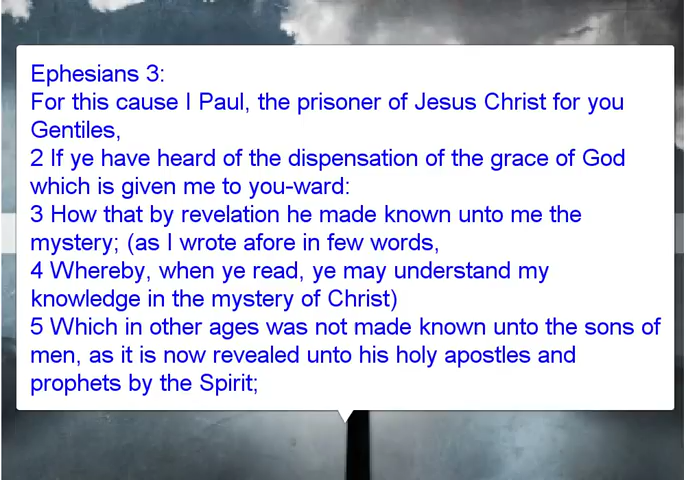 Ephesians 3:
For this cause I Paul, the prisoner of Jesus Christ for you
Gentiles,
2 If ye have heard of the dispensation of the grace of God
which is given me to you-ward:
3 How that by revelation he made known unto me the
mystery; (as I wrote afore in few words,
4 Whereby, when ye read, ye may understand my
knowledge in the mystery of Christ)
5 Which in other ages was not made known unto the sons of
men, as it is now revealed unto his holy apostles and
prophets by the Spirit;